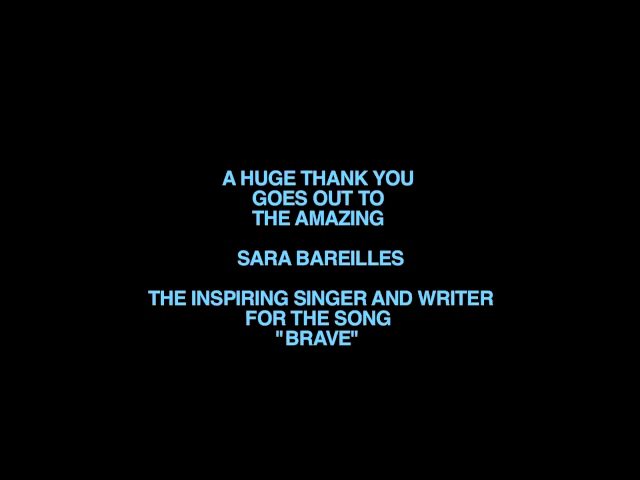 A HUGE THANK YOU
GOES OUT TO
THE AMAZING
SARA BAREILLES
THE INSPIRING SINGER AND WRITER
FOR THE SONG
"BRAVE"